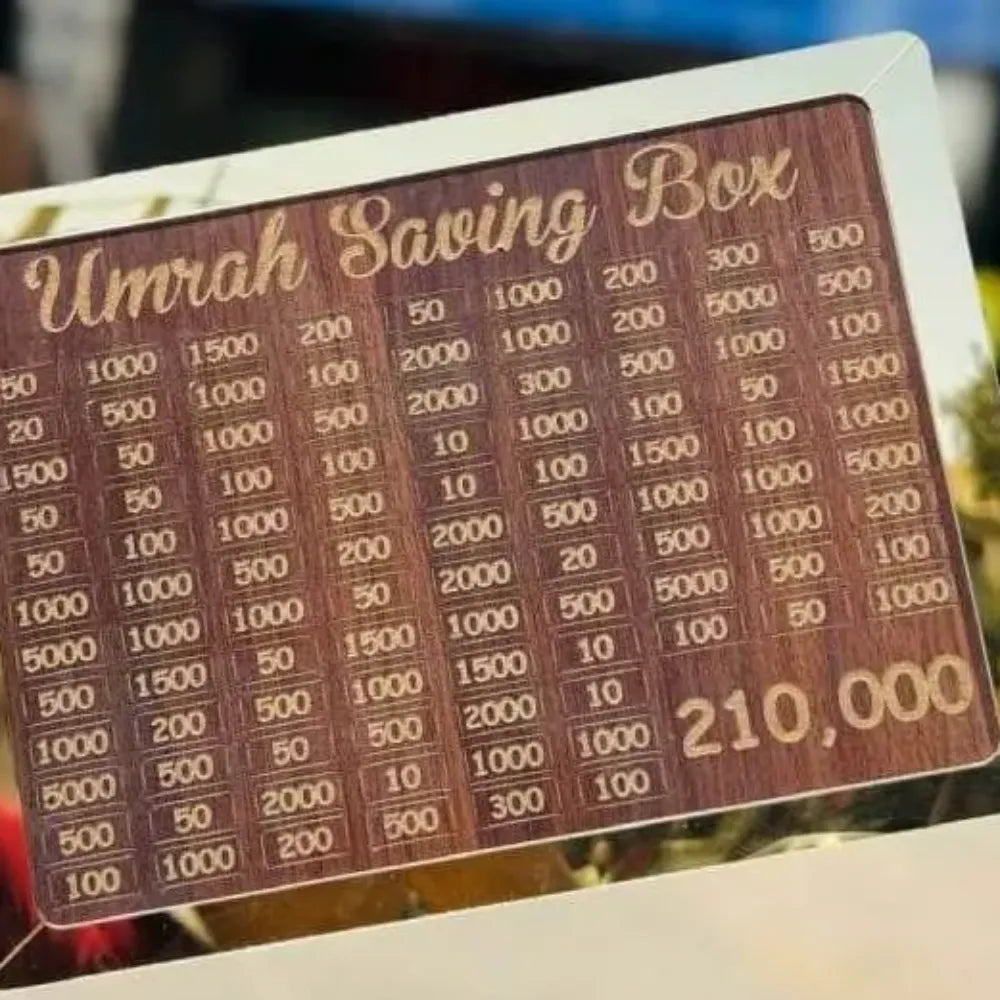 Umrah Saving Box
50 1000 1500 200 50 1000 200 300 500
20 500 1000 100 2000 1000 200 5000 500
1500 50 1000 500 2000 300 500 1000 100
50 50 100 100 10 1000 100 50 1500
50 100 1000 500 10 100 1500 100 1000
1000 1000 500 200 2000 500 1000 1000 5000
5000 1000 1000 50 2000 20 500 1000 200
500 1500 50 1500 1000 500 5000 500 100
1000 200 500 1000 1500 10 100 50 1000
5000 500 50 500 2000 10
500 50 2000 10 1000 1000
100 1000 200 500 300 100
210,000